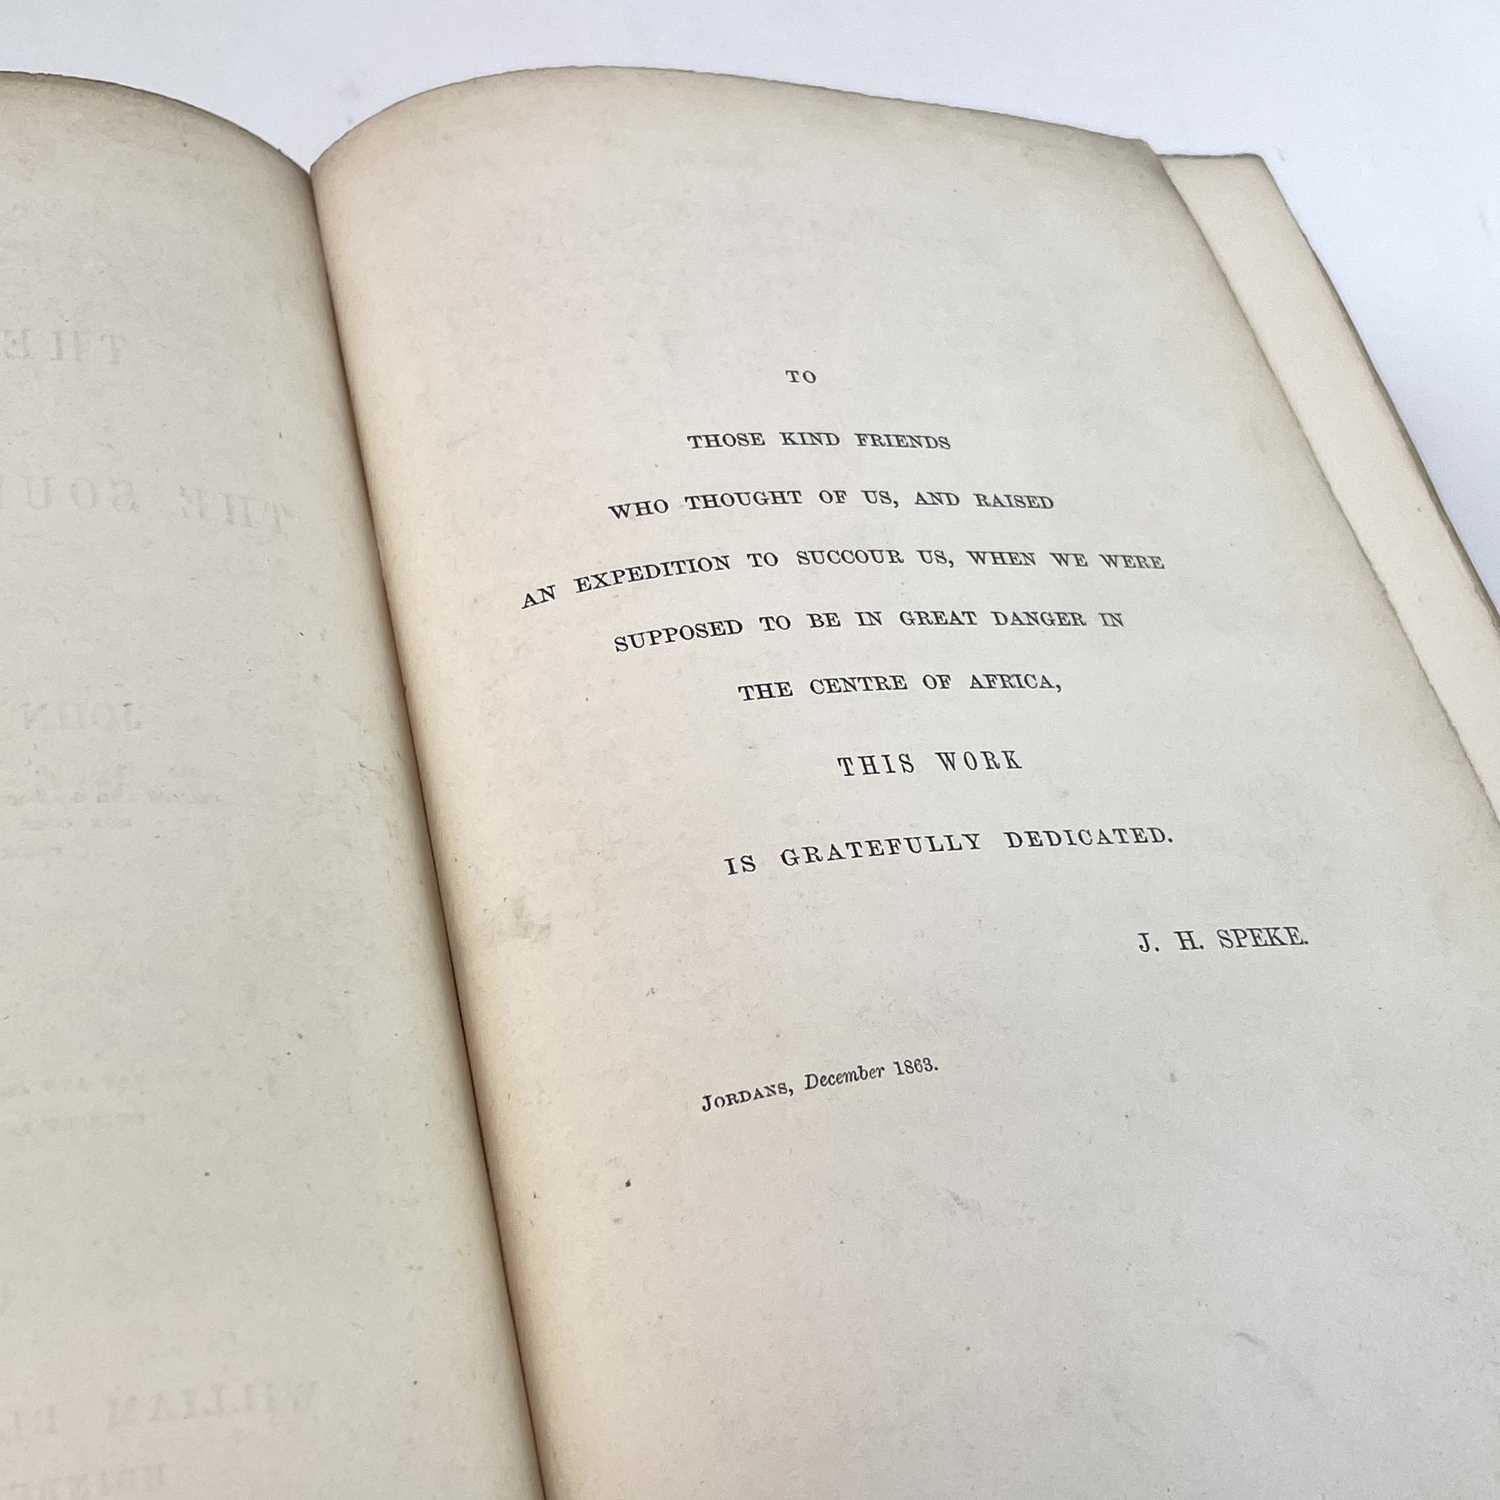 TO
THOSE KIND FRIENDS
WHO THOUGHT OF US, AND RAISED
AN EXPEDITION TO SUCCOUR US, WHEN WE WERE
SUPPOSED TO BE IN GREAT DANGER IN
THE CENTRE OF AFRICA,
THIS WORK
IS GRATEFULLY DEDICATED.
J. H. SPEKE.
JORDANS, December 1863.